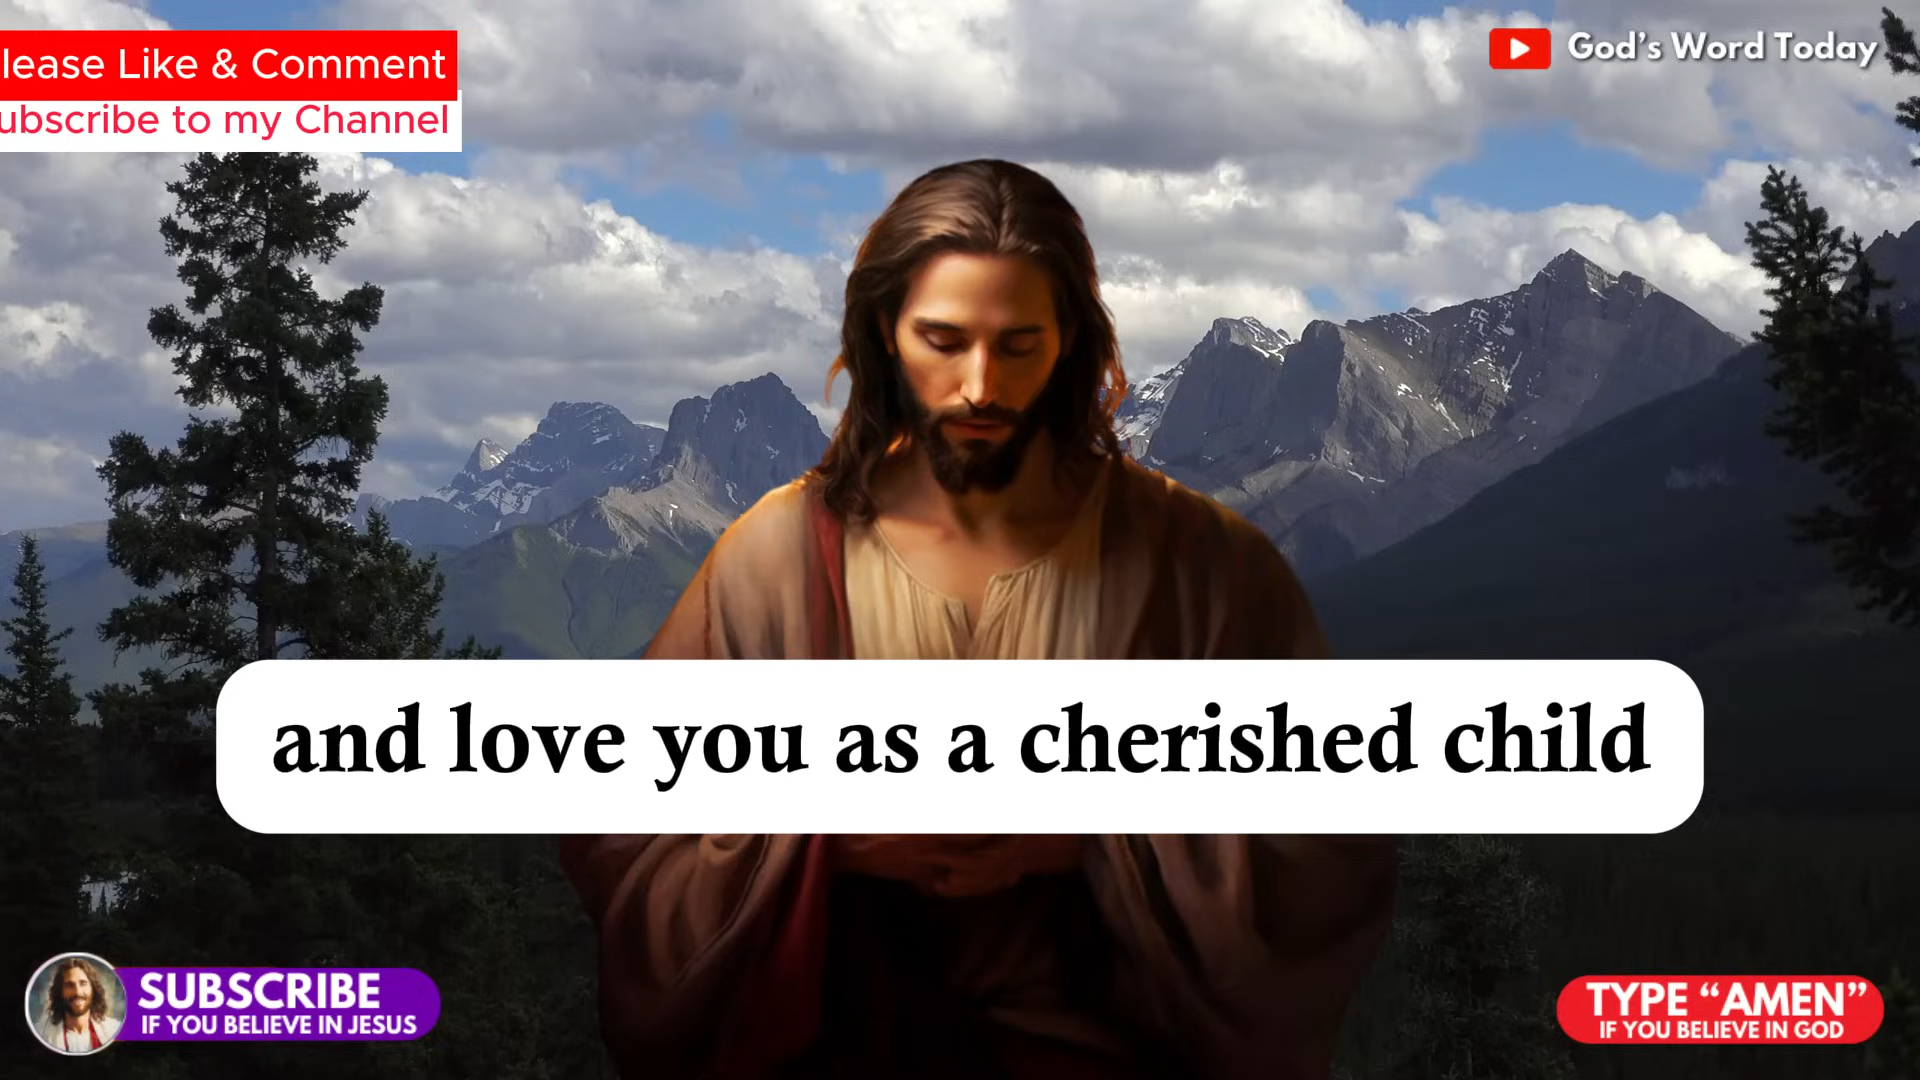 lease Like & Comment
ubscribe to my Channel
God's Word Today
and love you as a cherished child
SUBSCRIBE
IF YOU BELIEVE IN JESUS
TYPE “AMEN”
IF YOU BELIEVE IN GOD